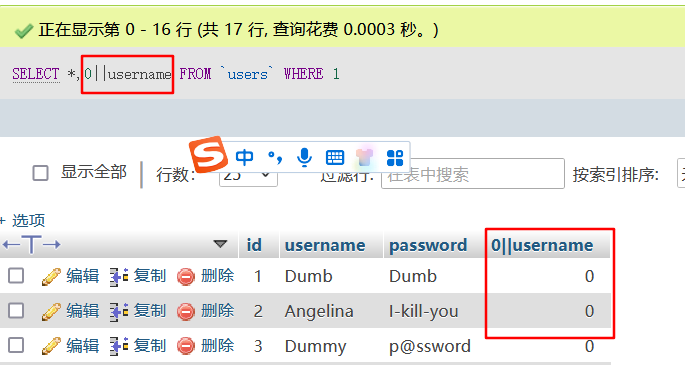 正在显示第 0 - 16 行 (共 17 行, 查询花费 0.0003 秒。)
SELECT *,0||username FROM `users` WHERE 1
S 中
显示全部 行数: 25 过滤行: 在表中搜索 按索引排序:
+ 选项
←T→ id username password 0||username
编辑 复制 删除 1 Dumb Dumb 0
编辑 复制 删除 2 Angelina I-kill-you 0
编辑 复制 删除 3 Dummy p@ssword 0